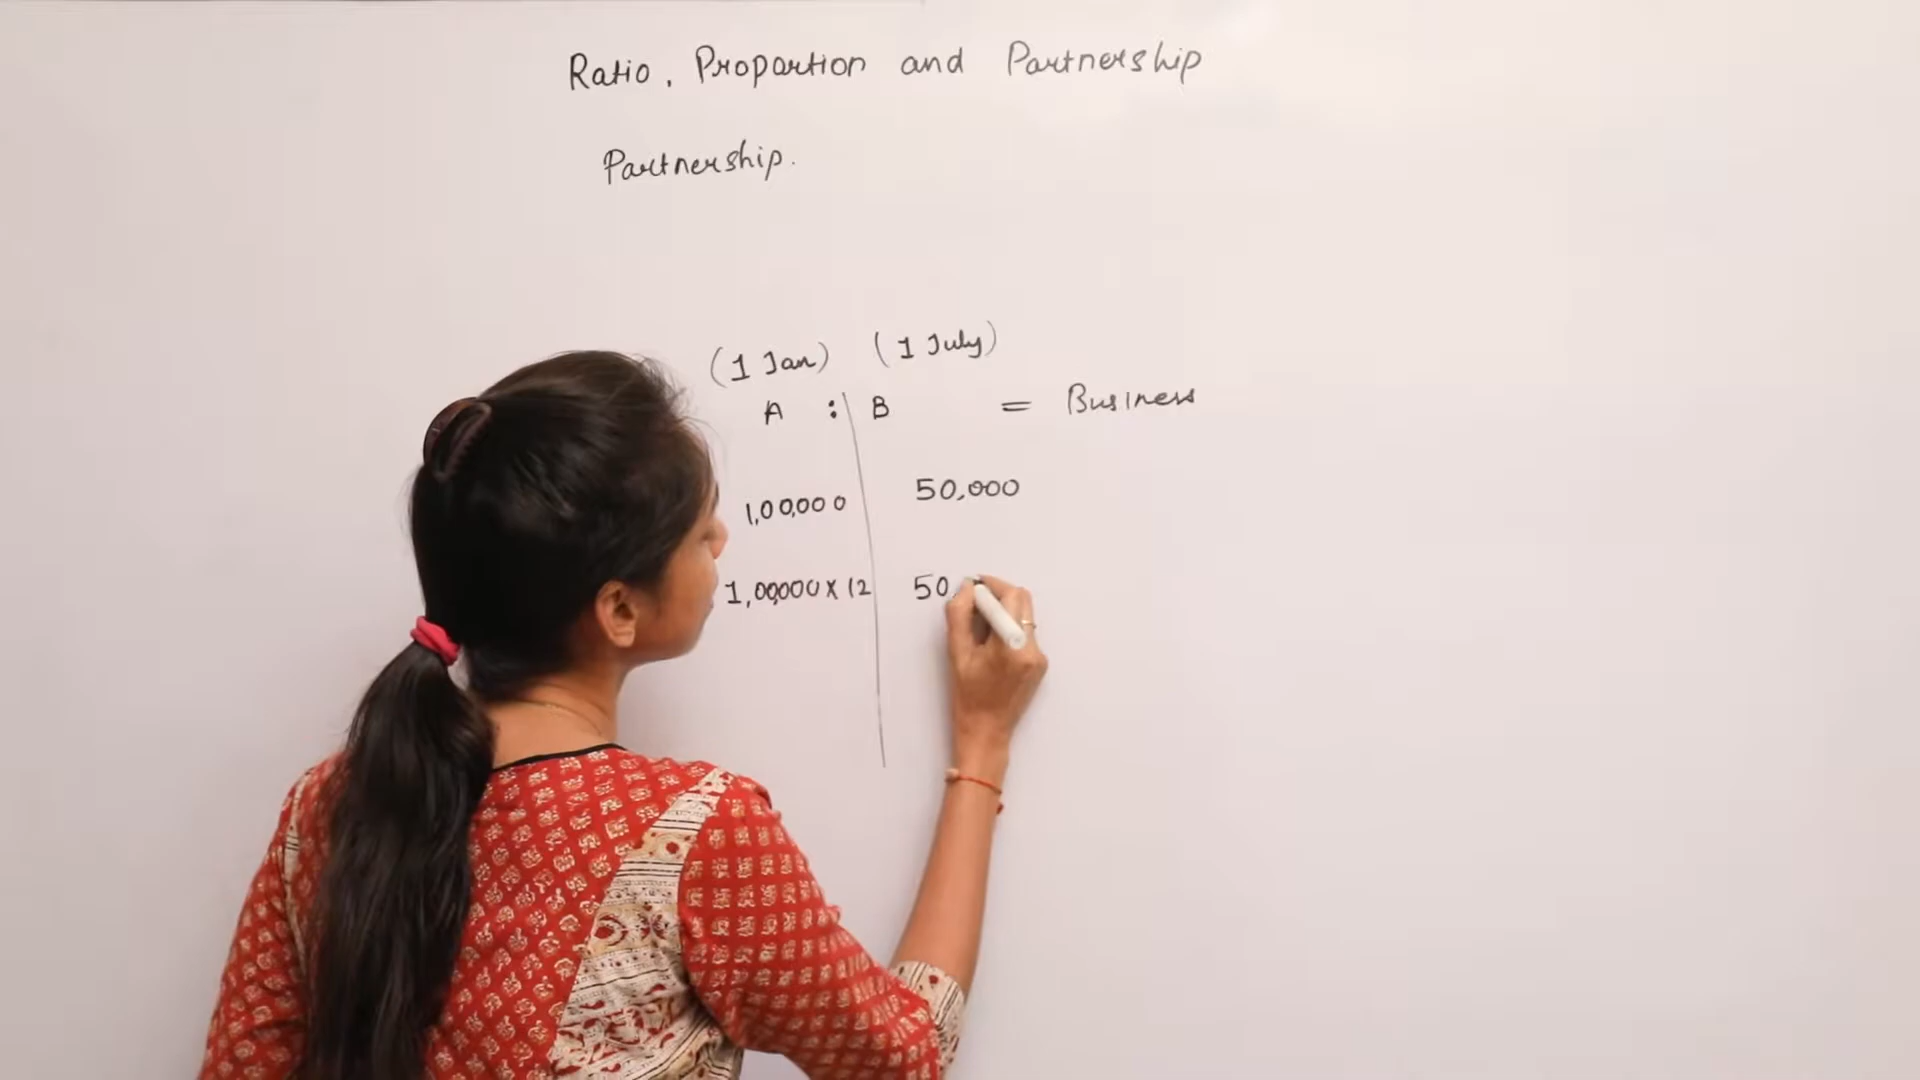 Ratio, Proportion and Partnership
Partnership.
(1 Jan) (1 July)
A : B = Business
1,00,000 50,000
1,00,000 x 12 50,